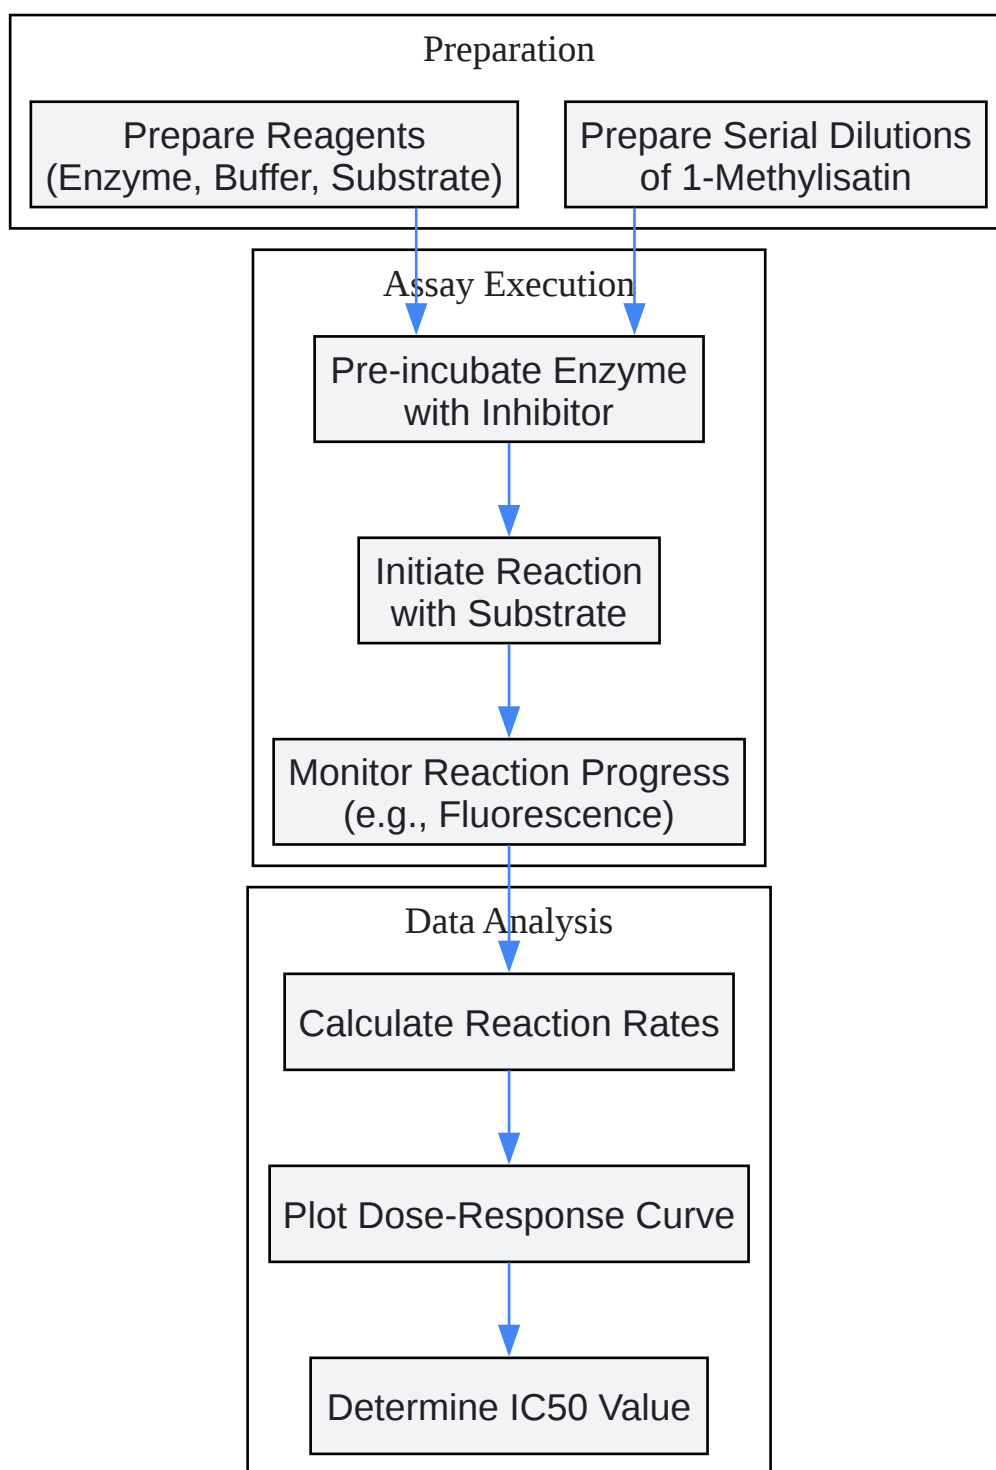 Preparation
Prepare Reagents
(Enzyme, Buffer, Substrate)
Prepare Serial Dilutions
of 1-Methylisatin
Assay Execution
Pre-incubate Enzyme
with Inhibitor
Initiate Reaction
with Substrate
Monitor Reaction Progress
(e.g., Fluorescence)
Data Analysis
Calculate Reaction Rates
Plot Dose-Response Curve
Determine IC50 Value